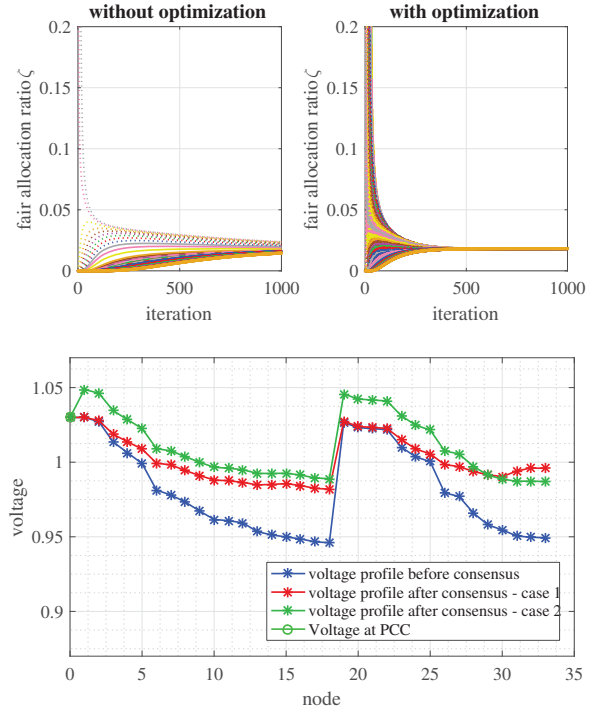 without optimization
with optimization
fair allocation ratio ζ
0.2
0.15
0.1
0.05
0
0
500
1000
iteration
fair allocation ratio ζ
0.2
0.15
0.1
0.05
0
0
500
1000
iteration
voltage
1.05
1
0.95
0.9
voltage profile before consensus
voltage profile after consensus - case 1
voltage profile after consensus - case 2
Voltage at PCC
0
5
10
15
20
25
30
35
node